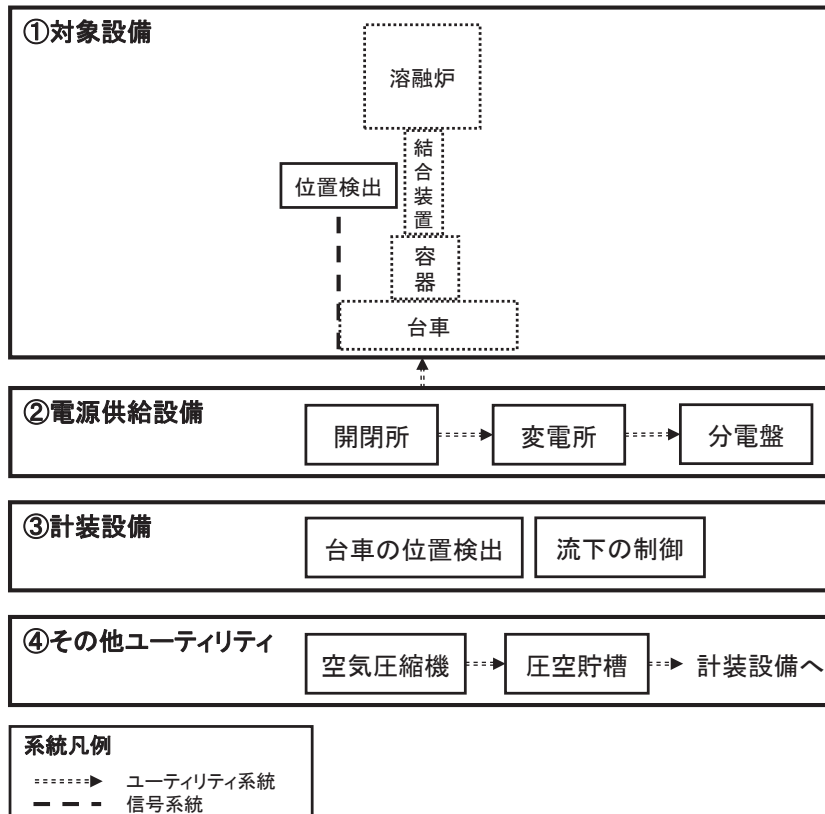 ①対象設備
溶融炉
結合装置
位置検出
容器
台車
②電源供給設備
開閉所
変電所
分電盤
③計装設備
台車の位置検出
流下の制御
④その他ユーティリティ
空気圧縮機
圧空貯槽
計装設備へ
系統凡例
ユーティリティ系統
信号系統